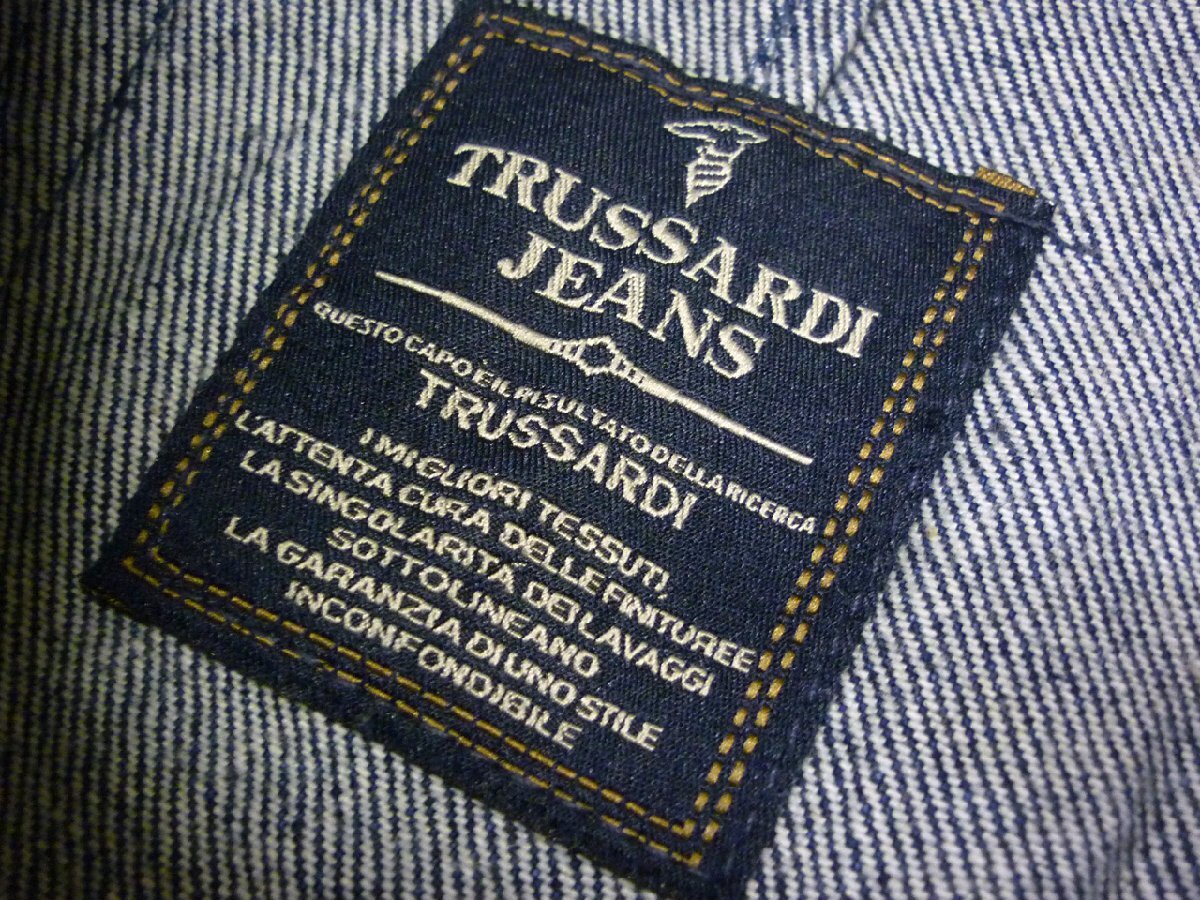 TRUSSARDI
JEANS
QUESTO CAPO È IL RISULTATO DELLA RICERCA
TRUSSARDI
I MIGLIORI TESSUTI,
L'ATTENTA CURA DELLE FINITURE E
LA SINGOLARITÀ DEI LAVAGGI
SOTTOLINEANO
LA GARANZIA DI UNO STILE
INCONFONDIBILE